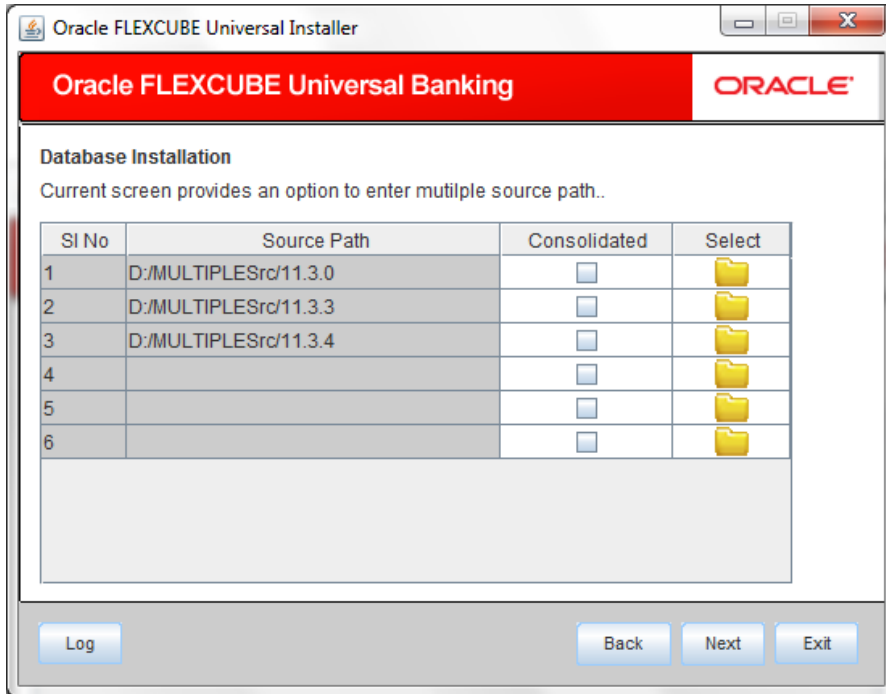 Oracle FLEXCUBE Universal Installer
Oracle FLEXCUBE Universal Banking ORACLE
Database Installation
Current screen provides an option to enter mutilple source path..
Sl No Source Path Consolidated Select
1 D:/MULTIPLESrc/11.3.0
2 D:/MULTIPLESrc/11.3.3
3 D:/MULTIPLESrc/11.3.4
4
5
6
Log Back Next Exit